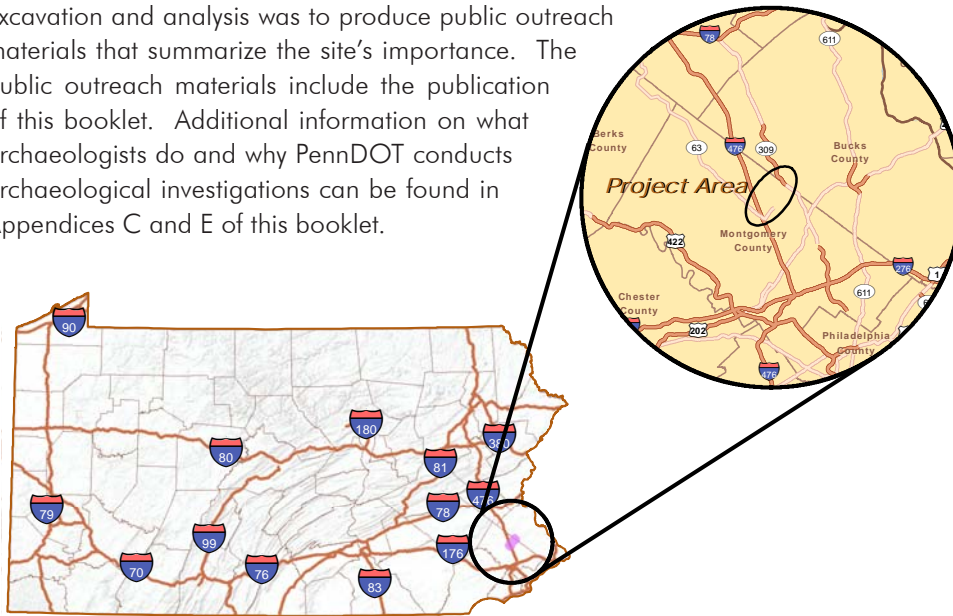 xcavation and analysis was to produce public outreach
materials that summarize the site's importance. The
ublic outreach materials include the publication
f this booklet. Additional information on what
rchaeologists do and why PennDOT conducts
rchaeological investigations can be found in
Appendices C and E of this booklet.
78
611
Berks
County
63
476
309
Bucks
County
Project Area
422
Montgomery
County
276
1
Chester
County
611
202
Philadelphia
County
476
90
180
80
380
81
476
79
78
99
176
70
76
83